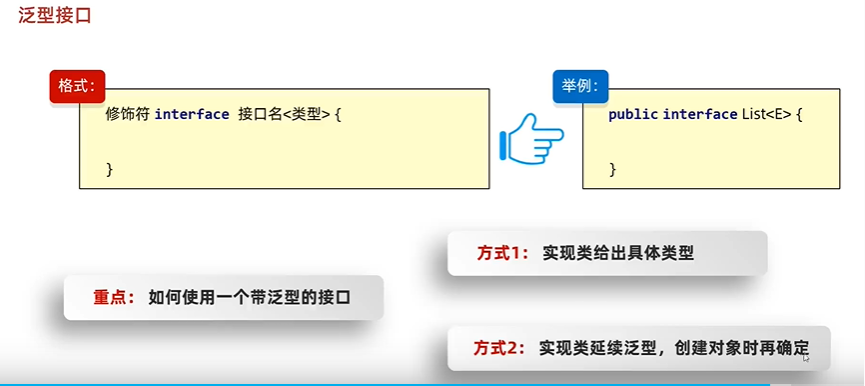 泛型接口
格式：
修饰符 interface 接口名<类型> {
}
举例：
public interface List<E> {
}
重点： 如何使用一个带泛型的接口
方式1： 实现类给出具体类型
方式2： 实现类延续泛型，创建对象时再确定